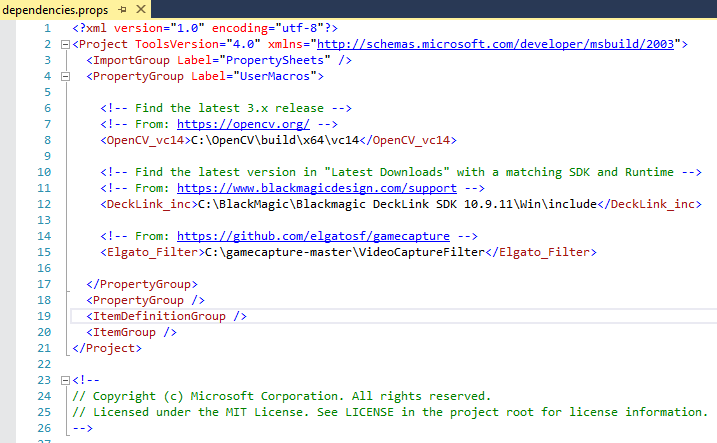 dependencies.props
1 <?xml version="1.0" encoding="utf-8"?>
2 <Project ToolsVersion="4.0" xmlns="http://schemas.microsoft.com/developer/msbuild/2003">
3 <ImportGroup Label="PropertySheets" />
4 <PropertyGroup Label="UserMacros">
5
6 <!-- Find the latest 3.x release -->
7 <!-- From: https://opencv.org/ -->
8 <OpenCV_vc14>C:\OpenCV\build\x64\vc14</OpenCV_vc14>
9
10 <!-- Find the latest version in "Latest Downloads" with a matching SDK and Runtime -->
11 <!-- From: https://www.blackmagicdesign.com/support -->
12 <DeckLink_inc>C:\BlackMagic\Blackmagic DeckLink SDK 10.9.11\Win\include</DeckLink_inc>
13
14 <!-- From: https://github.com/elgatosf/gamecapture -->
15 <Elgato_Filter>C:\gamecapture-master\VideoCaptureFilter</Elgato_Filter>
16
17 </PropertyGroup>
18 <PropertyGroup />
19 <ItemDefinitionGroup />
20 <ItemGroup />
21 </Project>
22
23 <!--
24 // Copyright (c) Microsoft Corporation. All rights reserved.
25 // Licensed under the MIT License. See LICENSE in the project root for license information.
26 -->
27